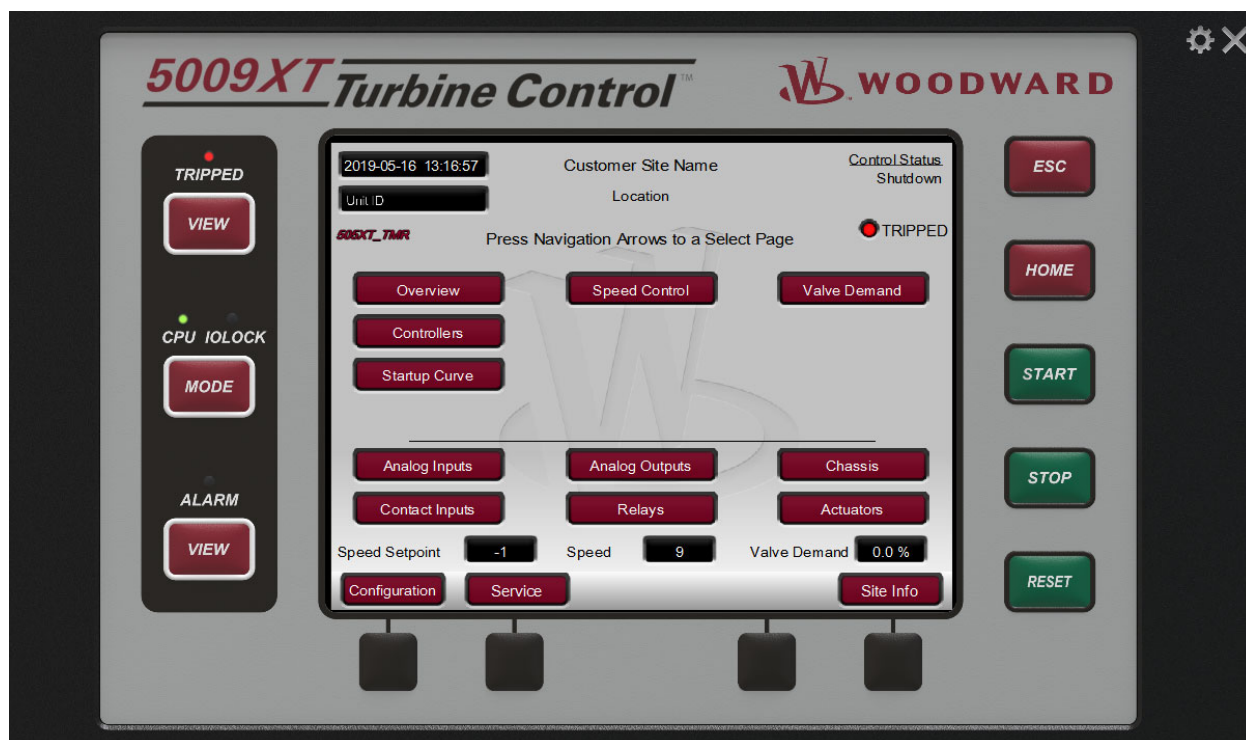 5009XT
Turbine Control™
W WOODWARD
TRIPPED
VIEW
CPU IOLOCK
MODE
ALARM
VIEW
2019-05-16 13:16:57
Customer Site Name
Control Status
Shutdown
Unit ID
Location
505XT_TMR
Press Navigation Arrows to a Select Page
TRIPPED
Overview
Speed Control
Valve Demand
Controllers
Startup Curve
Analog Inputs
Analog Outputs
Chassis
Contact Inputs
Relays
Actuators
Speed Setpoint -1 Speed 9 Valve Demand 0.0 %
Configuration
Service
Site Info
ESC
HOME
START
STOP
RESET